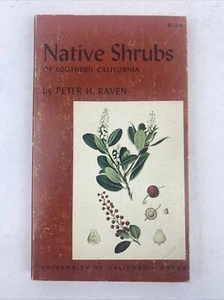 Native Shrubs
OF SOUTHERN CALIFORNIA
by PETER H. RAVEN
UNIVERSITY OF CALIFORNIA PRESS